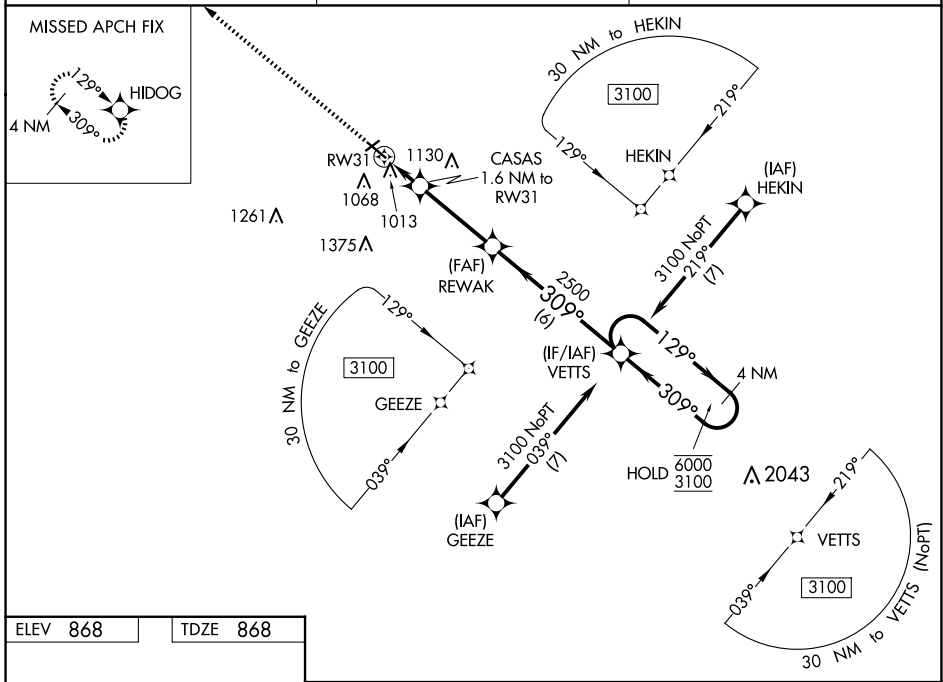 MISSED APCH FIX
129°
HIDOG
4 NM
309°
30 NM to HEKIN
3100
219°
129°
HEKIN
(IAF)
HEKIN
RW31
1130
CASAS
1.6 NM to
RW31
1068
1013
1261
1375
3100 NoPT
219°
(7)
(FAF)
REWAK
2500
309°
(6)
129°
4 NM
309°
(IF/IAF)
VETTS
30 NM to GEEZE
129°
3100
GEEZE
039°
3100 NoPT
039°
(7)
HOLD
6000
3100
2043
(IAF)
GEEZE
219°
VETTS
039°
3100
30 NM to VETTS (NoPT)
ELEV 868
TDZE 868